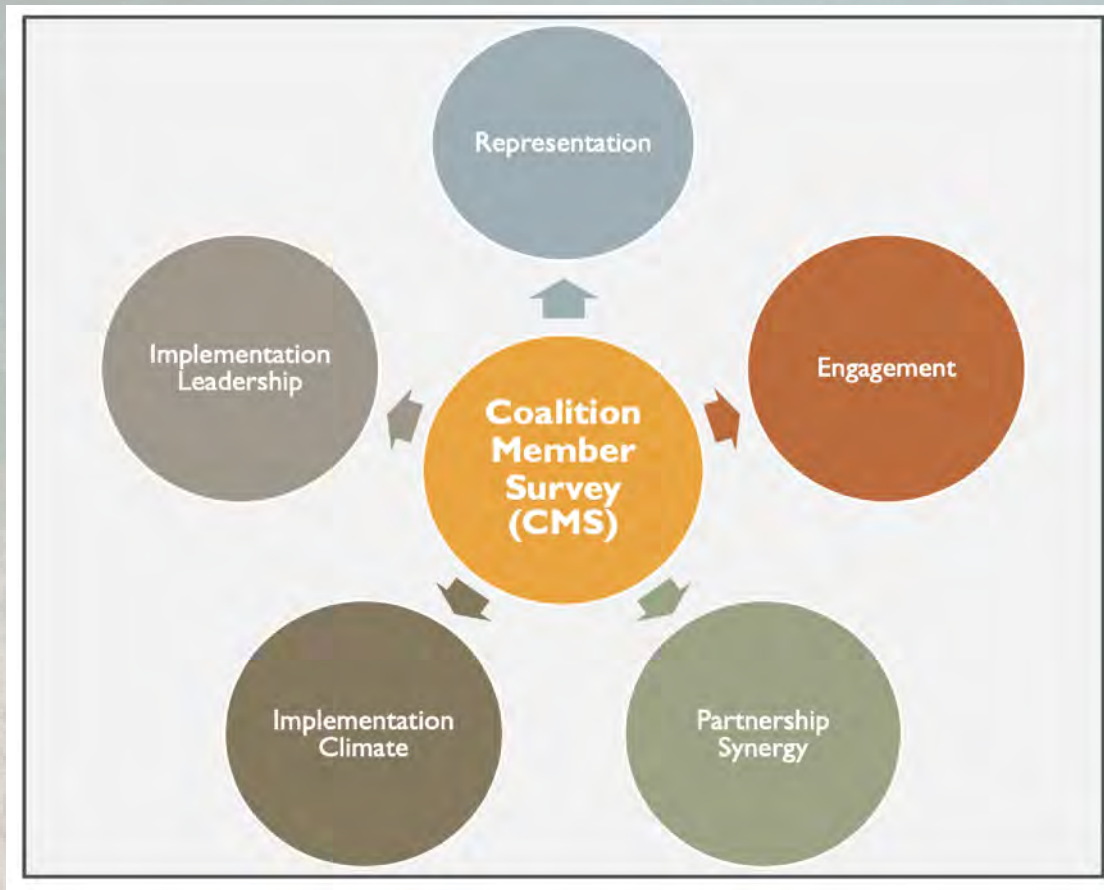 Representation
Engagement
Partnership
Synergy
Implementation
Climate
Implementation
Leadership
Coalition
Member
Survey
(CMS)